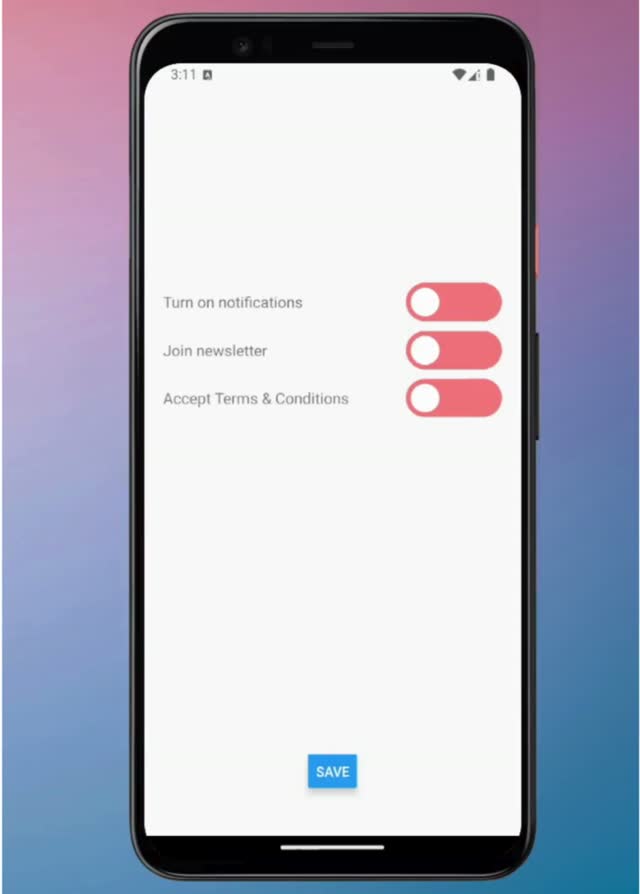 3:11
Turn on notifications
Join newsletter
Accept Terms & Conditions
SAVE